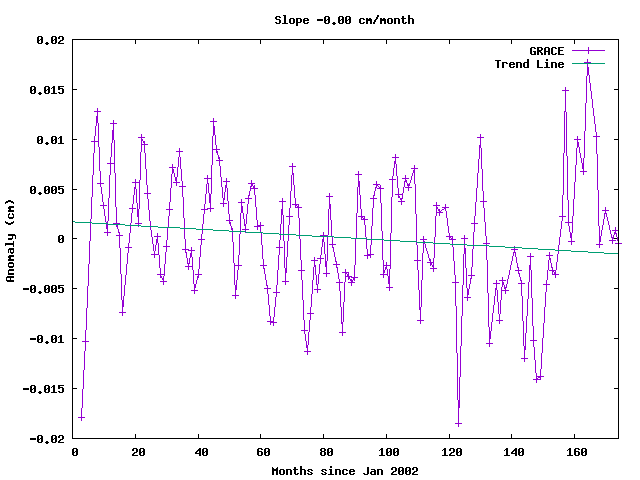 Slope -0.00 cm/month
0.02
GRACE
Trend Line
0.015
0.01
0.005
0
-0.005
-0.01
-0.015
-0.02
Anomaly (cm)
0 20 40 60 80 100 120 140 160
Months since Jan 2002